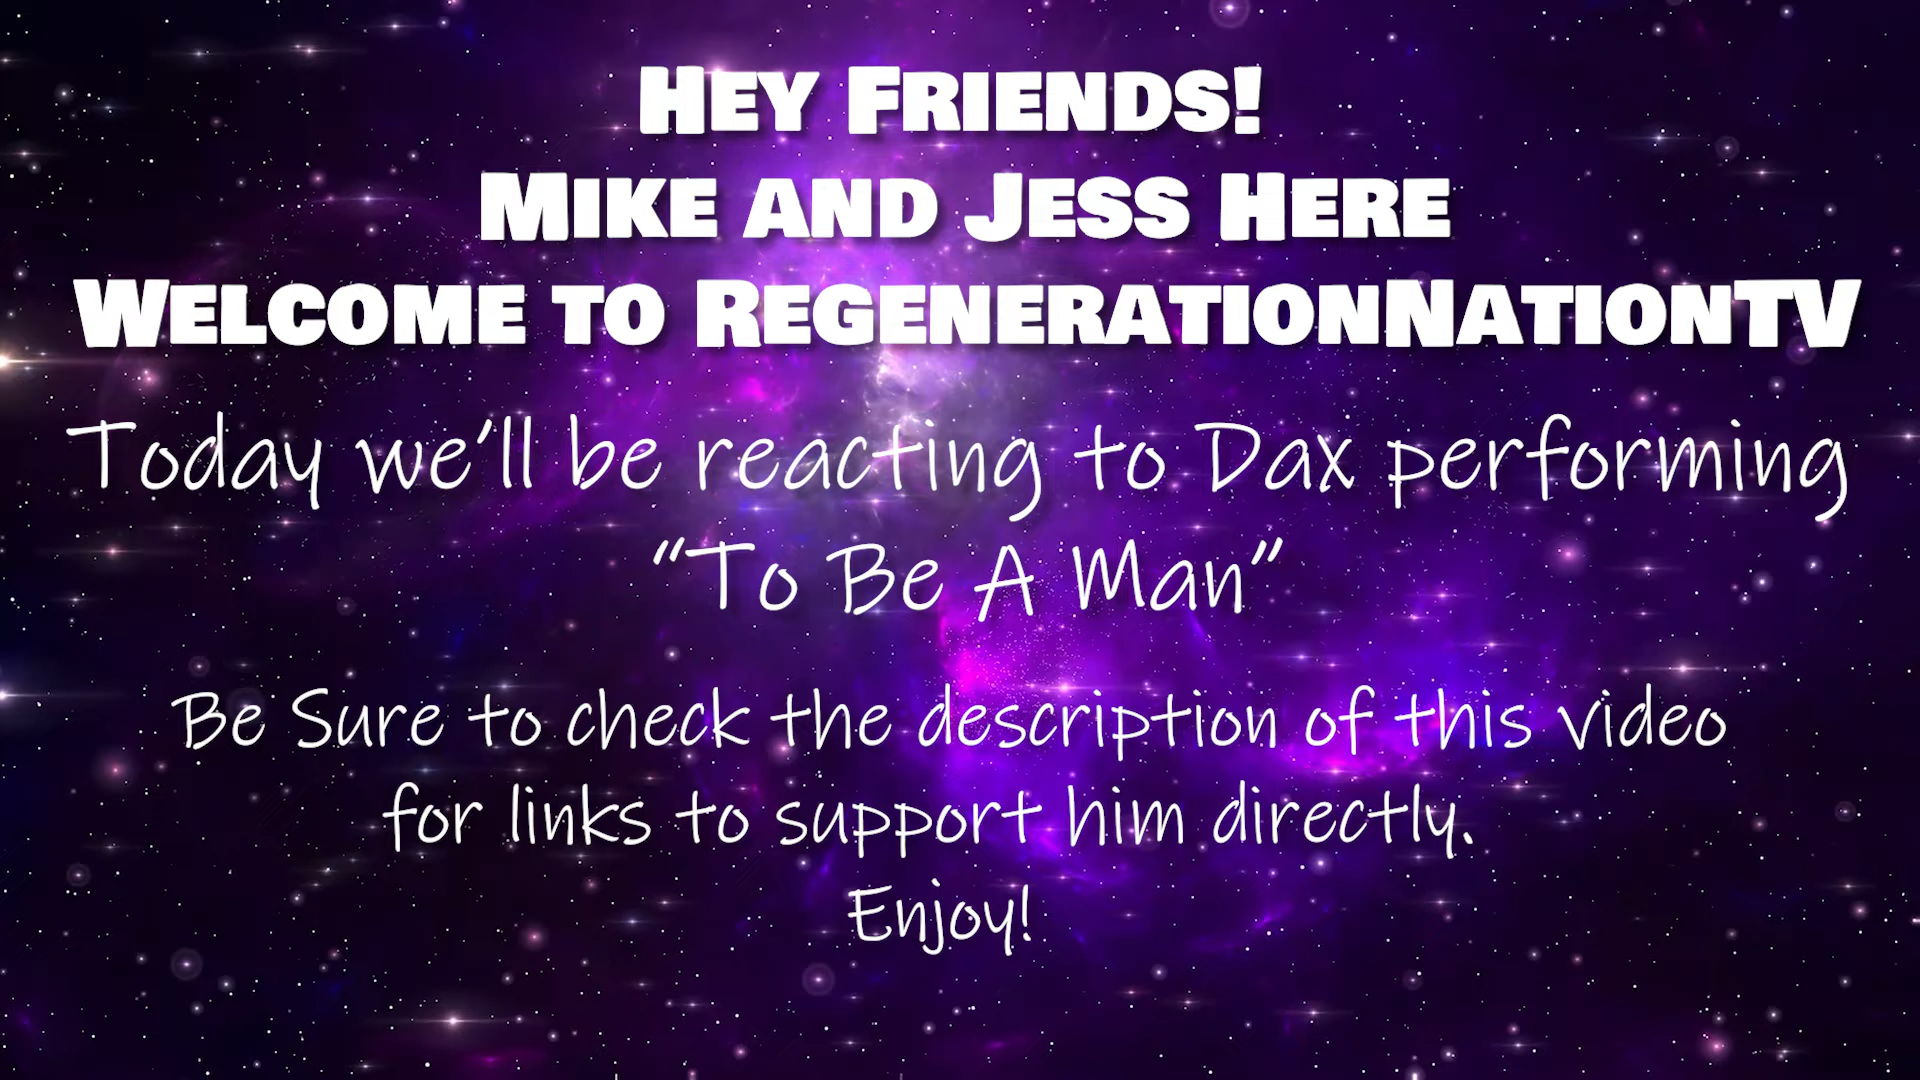 Hey Friends!
Mike and Jess Here
Welcome to RegenerationNationTV
Today we’ll be reacting to Dax performing
“To Be A Man”
Be Sure to check the description of this video
for links to support him directly.
Enjoy!